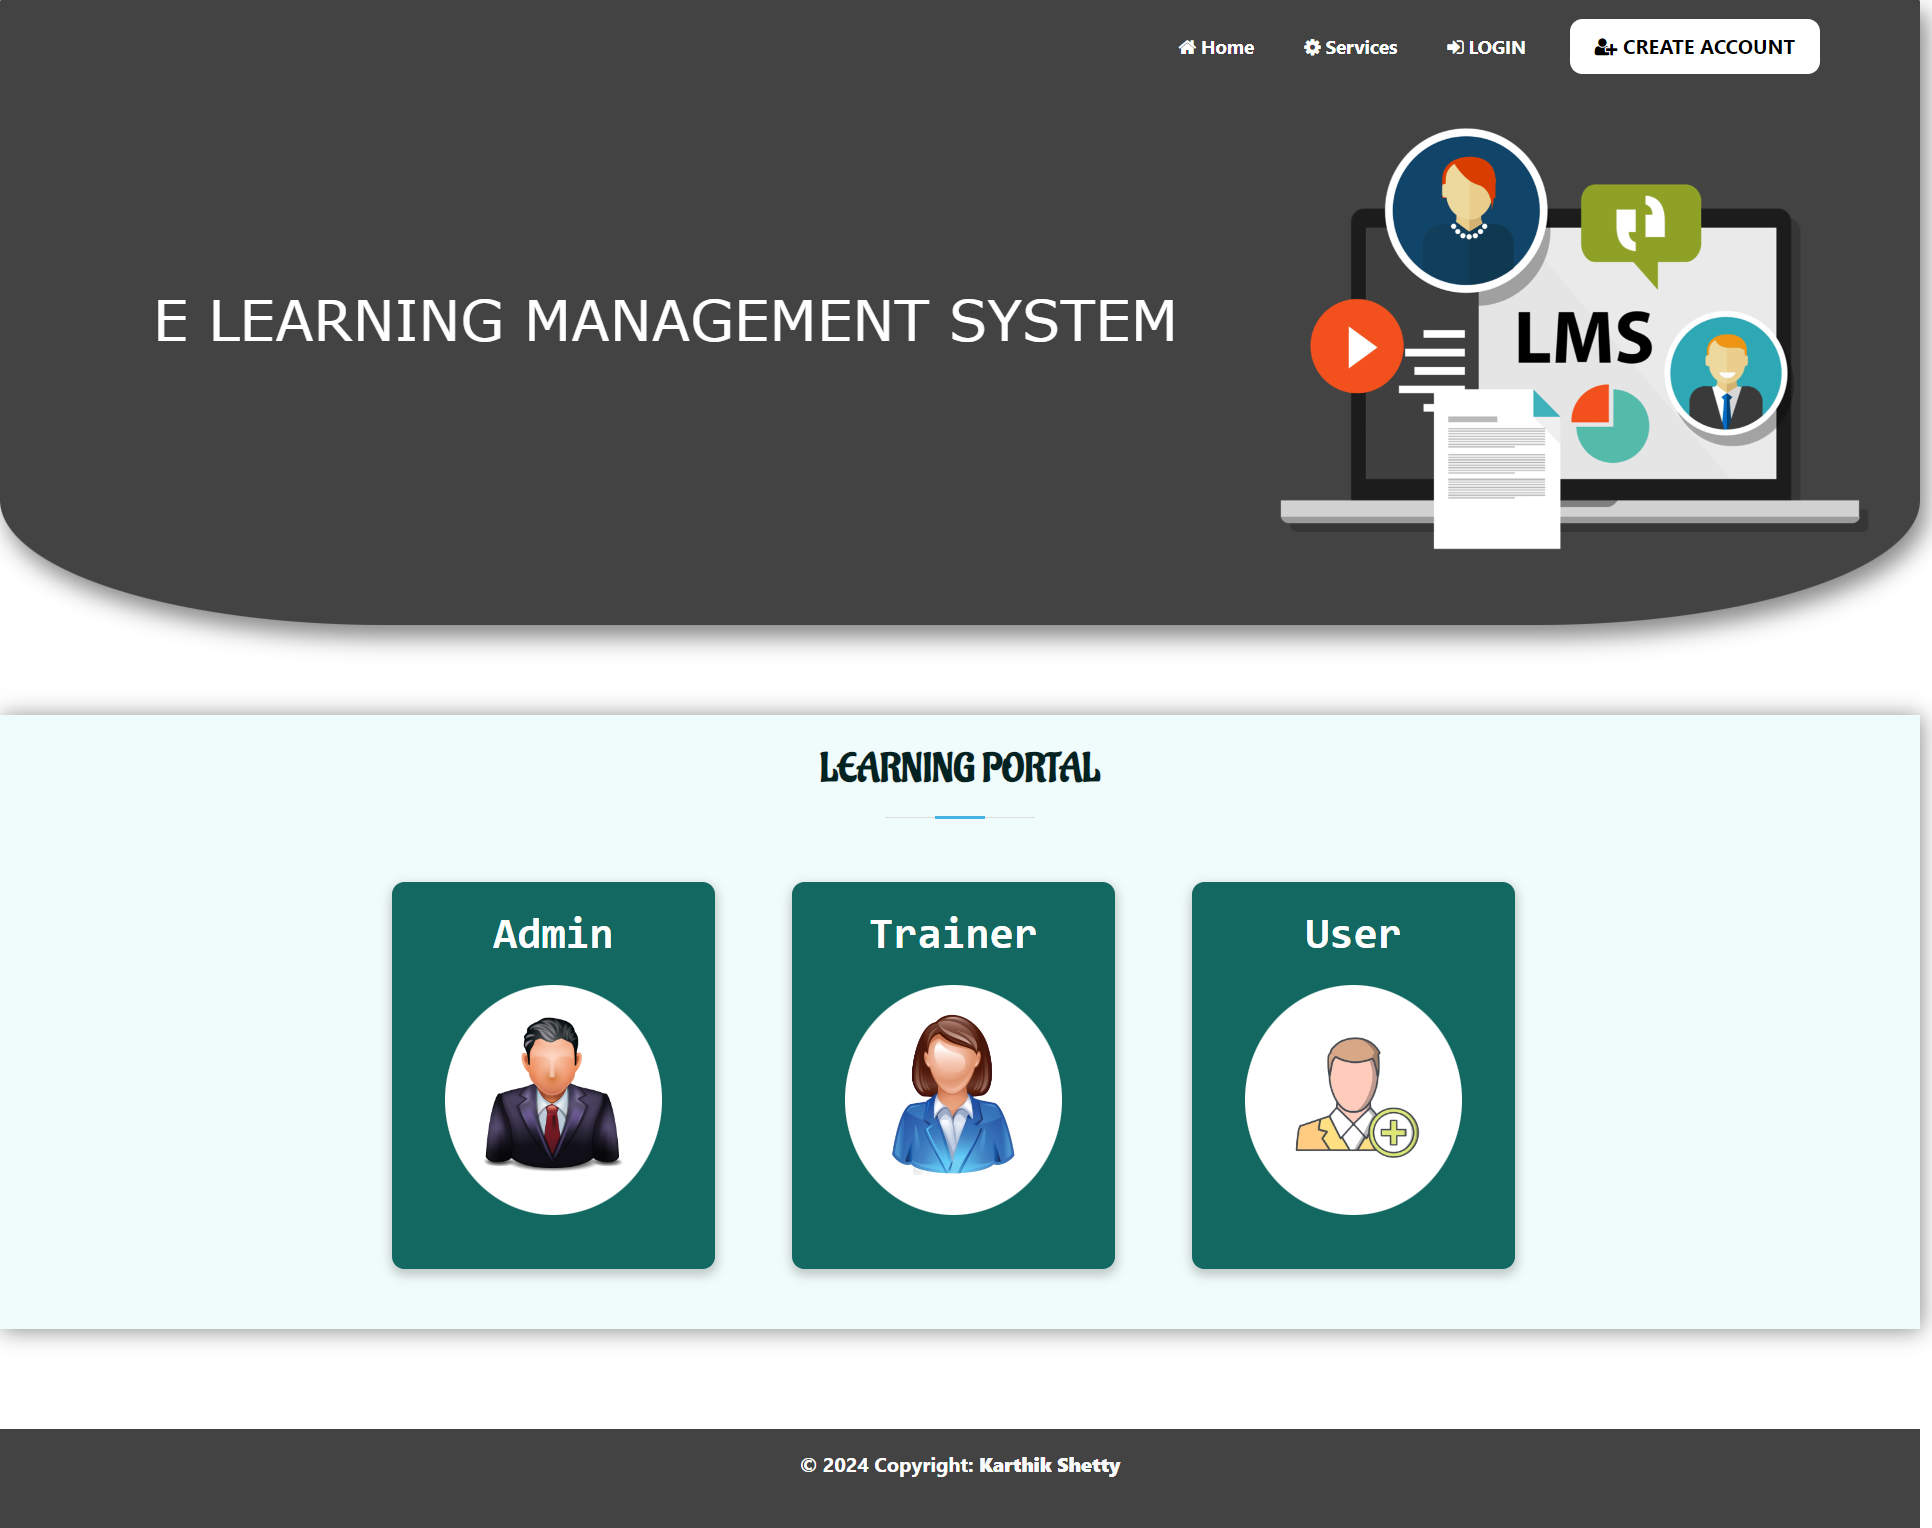 Home Services LOGIN CREATE ACCOUNT
E LEARNING MANAGEMENT SYSTEM
LMS
LEARNING PORTAL
Admin Trainer User
© 2024 Copyright: Karthik Shetty